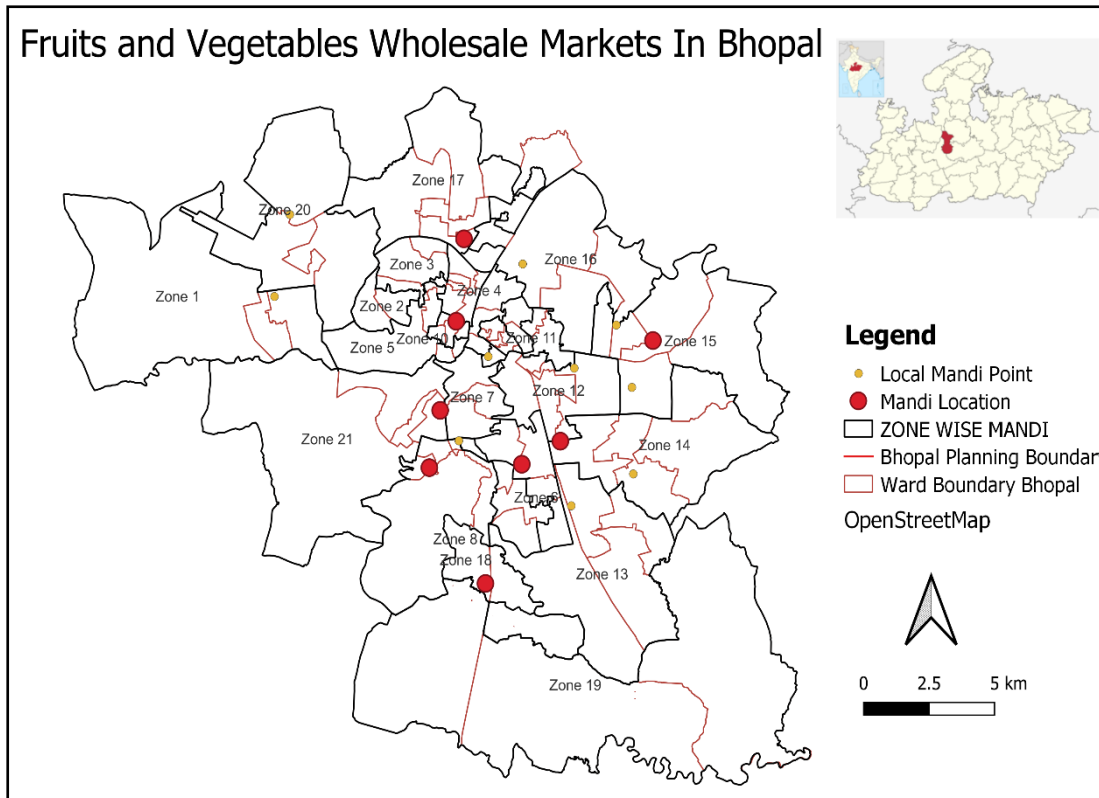 Fruits and Vegetables Wholesale Markets In Bhopal
Zone 17
Zone 20
Zone 16
Zone 3
Zone 1
Zone 4
Zone 2
Zone 10
Zone 11
Zone 15
Zone 5
Zone 12
Zone 7
Zone 21
Zone 14
Zone 6
Zone 8
Zone 18
Zone 13
Zone 19
Legend
Local Mandi Point
Mandi Location
ZONE WISE MANDI
Bhopal Planning Boundar
Ward Boundary Bhopal
OpenStreetMap
0 2.5 5 km